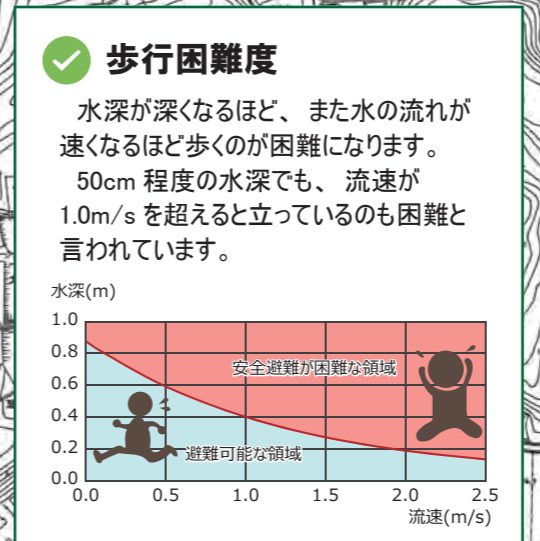 歩行困難度
水深が深くなるほど、また水の流れが
速くなるほど歩くのが困難になります。
50cm 程度の水深でも、流速が
1.0m/s を超えると立っているのも困難と
言われています。
水深(m)
1.0
0.8
安全避難が困難な領域
0.6
0.4
0.2
避難可能な領域
0.0
0.0 0.5 1.0 1.5 2.0 2.5
流速(m/s)